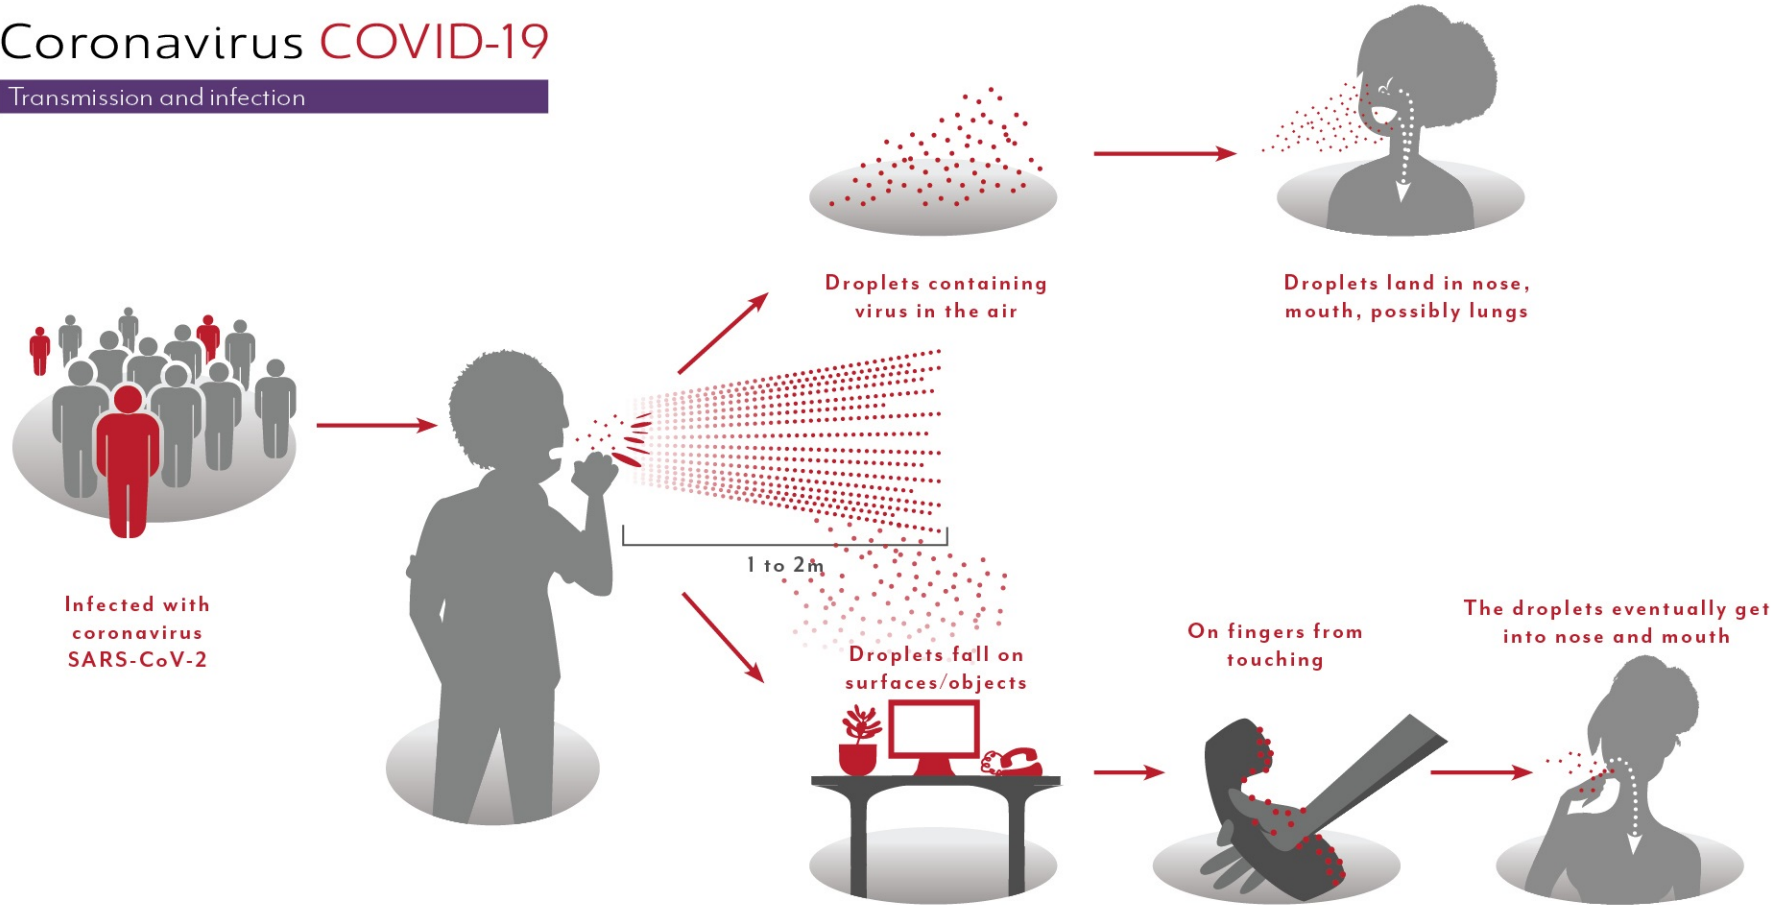 Coronavirus COVID-19
Transmission and infection
Infected with
coronavirus
SARS-CoV-2
Droplets containing
virus in the air
Droplets land in nose,
mouth, possibly lungs
1 to 2m
Droplets fall on
surfaces/objects
On fingers from
touching
The droplets eventually get
into nose and mouth